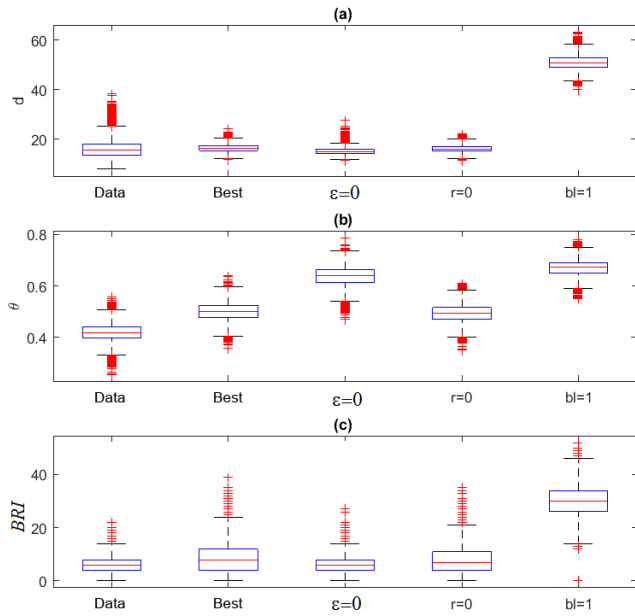 (a)
60
40
20
d
Data Best ε=0 r=0 bl=1
(b)
0.8
0.6
0.4
θ
Data Best ε=0 r=0 bl=1
(c)
40
20
0
BRI
Data Best ε=0 r=0 bl=1